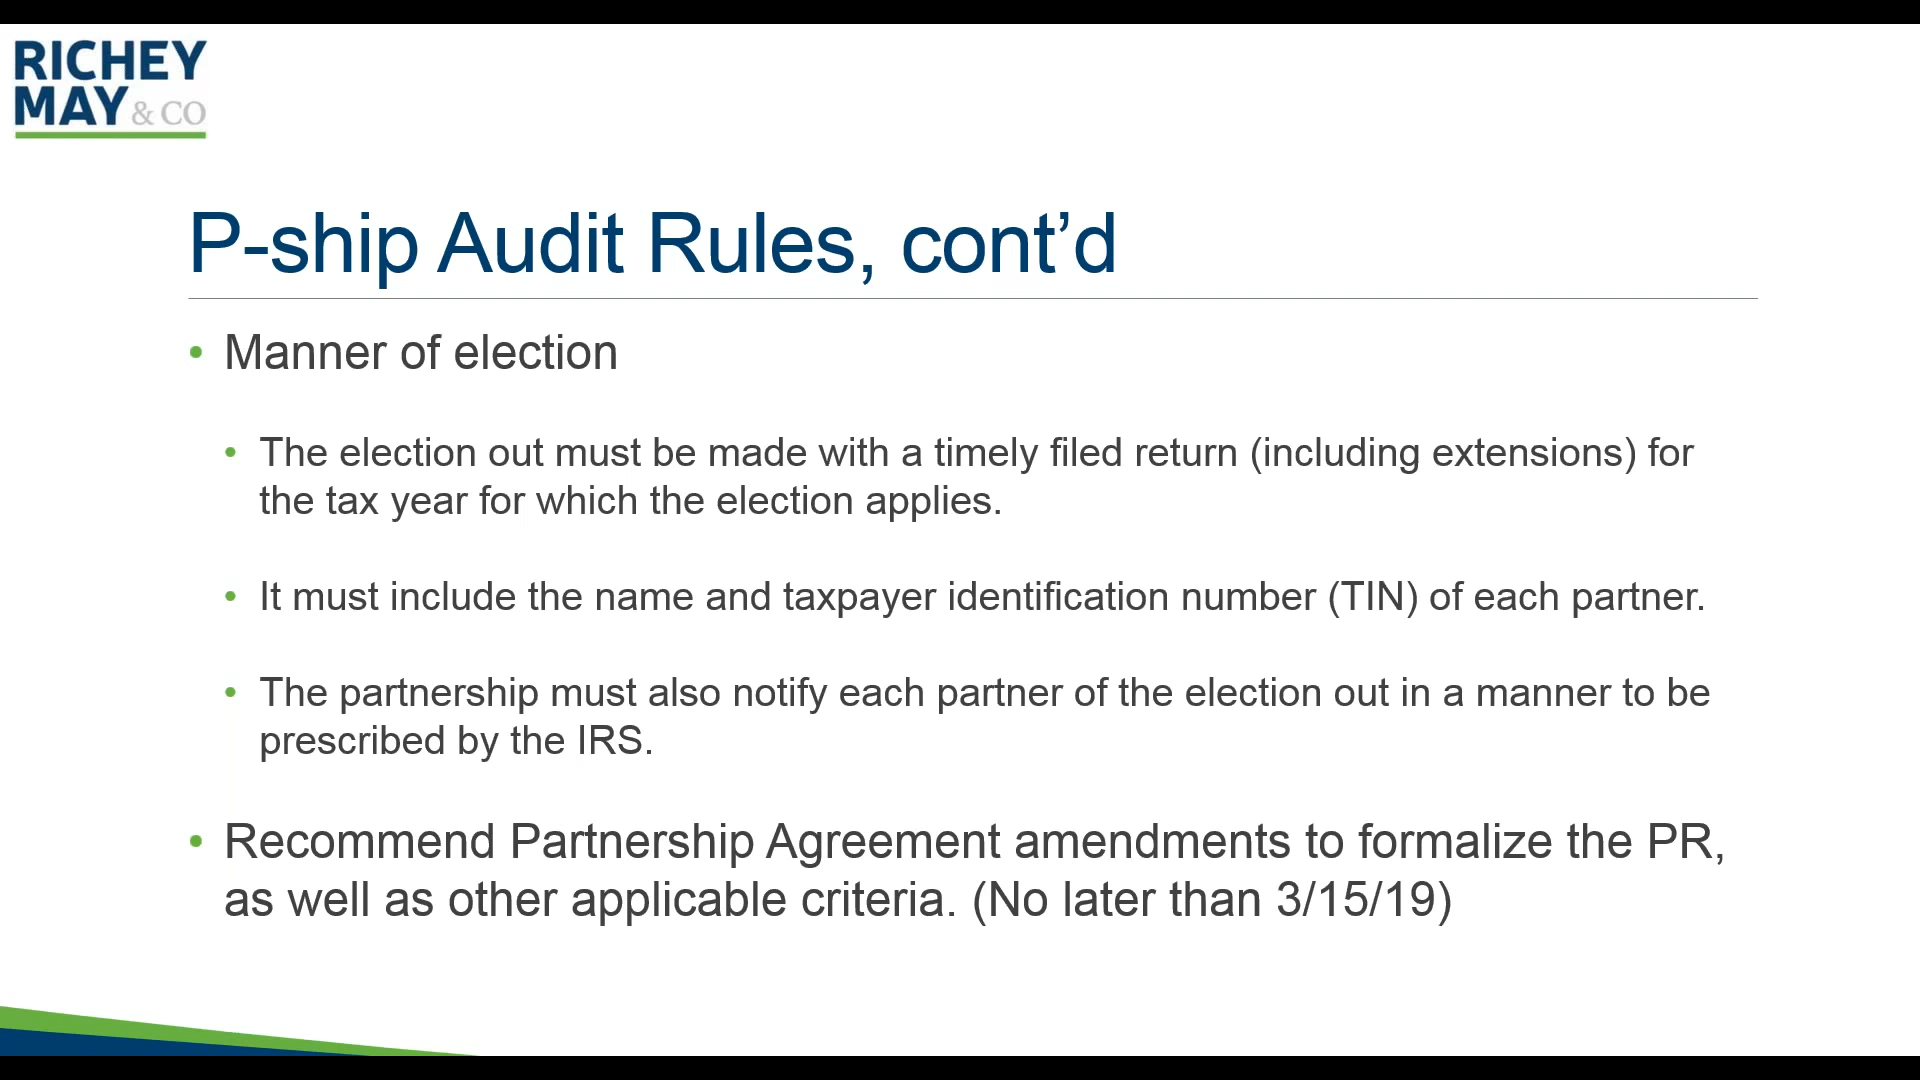 RICHEY
MAY & CO
P-ship Audit Rules, cont’d
• Manner of election
• The election out must be made with a timely filed return (including extensions) for
the tax year for which the election applies.
• It must include the name and taxpayer identification number (TIN) of each partner.
• The partnership must also notify each partner of the election out in a manner to be
prescribed by the IRS.
• Recommend Partnership Agreement amendments to formalize the PR,
as well as other applicable criteria. (No later than 3/15/19)